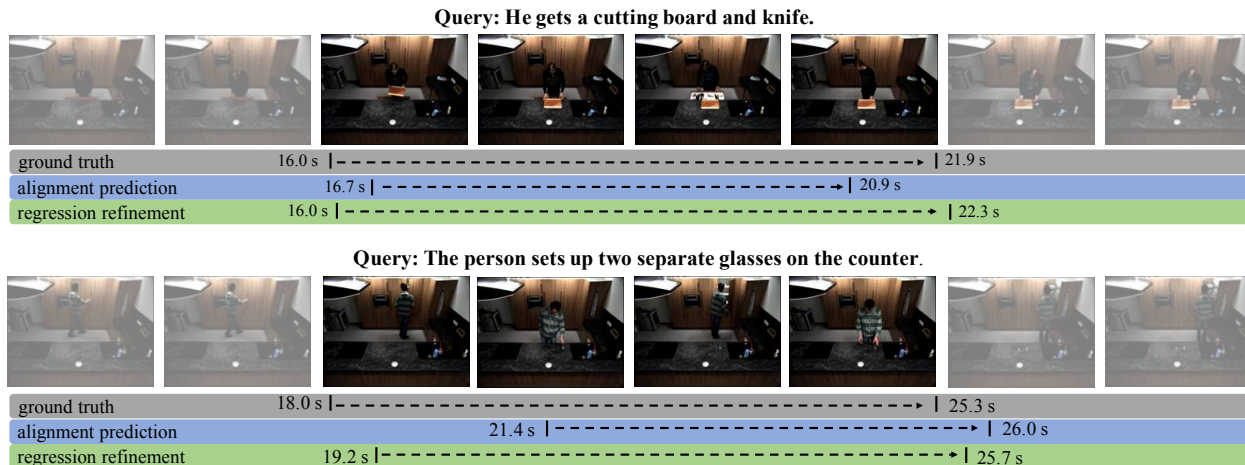 Query: He gets a cutting board and knife.
ground truth 16.0 s 21.9 s
alignment prediction 16.7 s 20.9 s
regression refinement 16.0 s 22.3 s
Query: The person sets up two separate glasses on the counter.
ground truth 18.0 s 25.3 s
alignment prediction 21.4 s 26.0 s
regression refinement 19.2 s 25.7 s